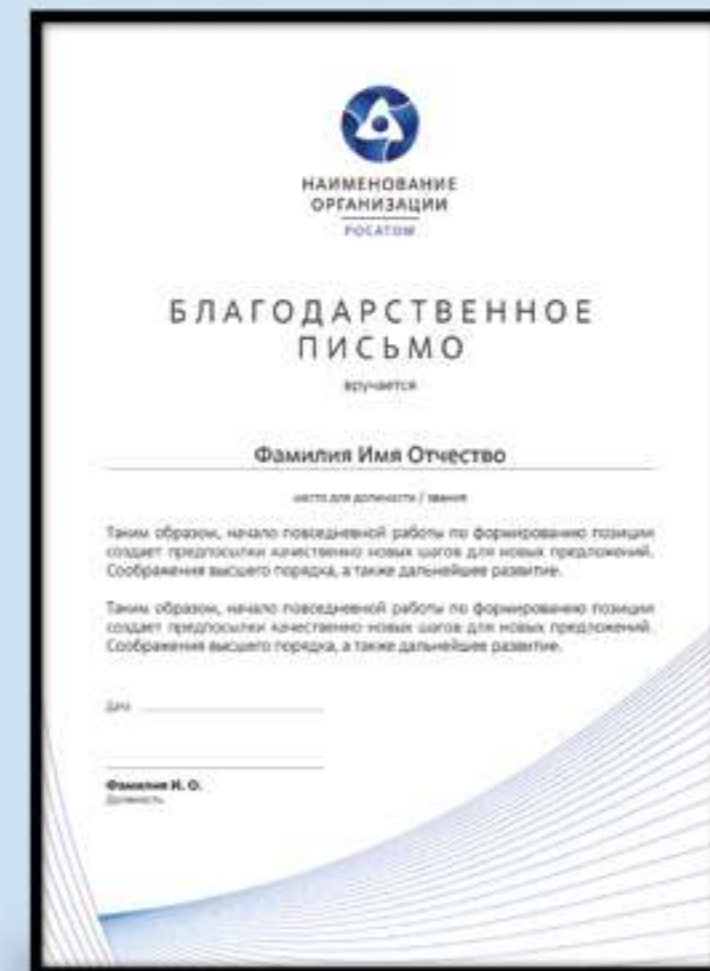 НАИМЕНОВАНИЕ
ОРГАНИЗАЦИИ
РОСАТОМ
БЛАГОДАРСТВЕННОЕ
ПИСЬМО
вручается
Фамилия Имя Отчество
место для должности / звания
Таким образом, начало повседневной работы по формированию позиции
создает предпосылки качественно новых шагов для новых предложений.
Соображения высшего порядка, а также дальнейшее развитие.
Таким образом, начало повседневной работы по формированию позиции
создает предпосылки качественно новых шагов для новых предложений.
Соображения высшего порядка, а также дальнейшее развитие.
Дата
Фамилия И. О.
Должность